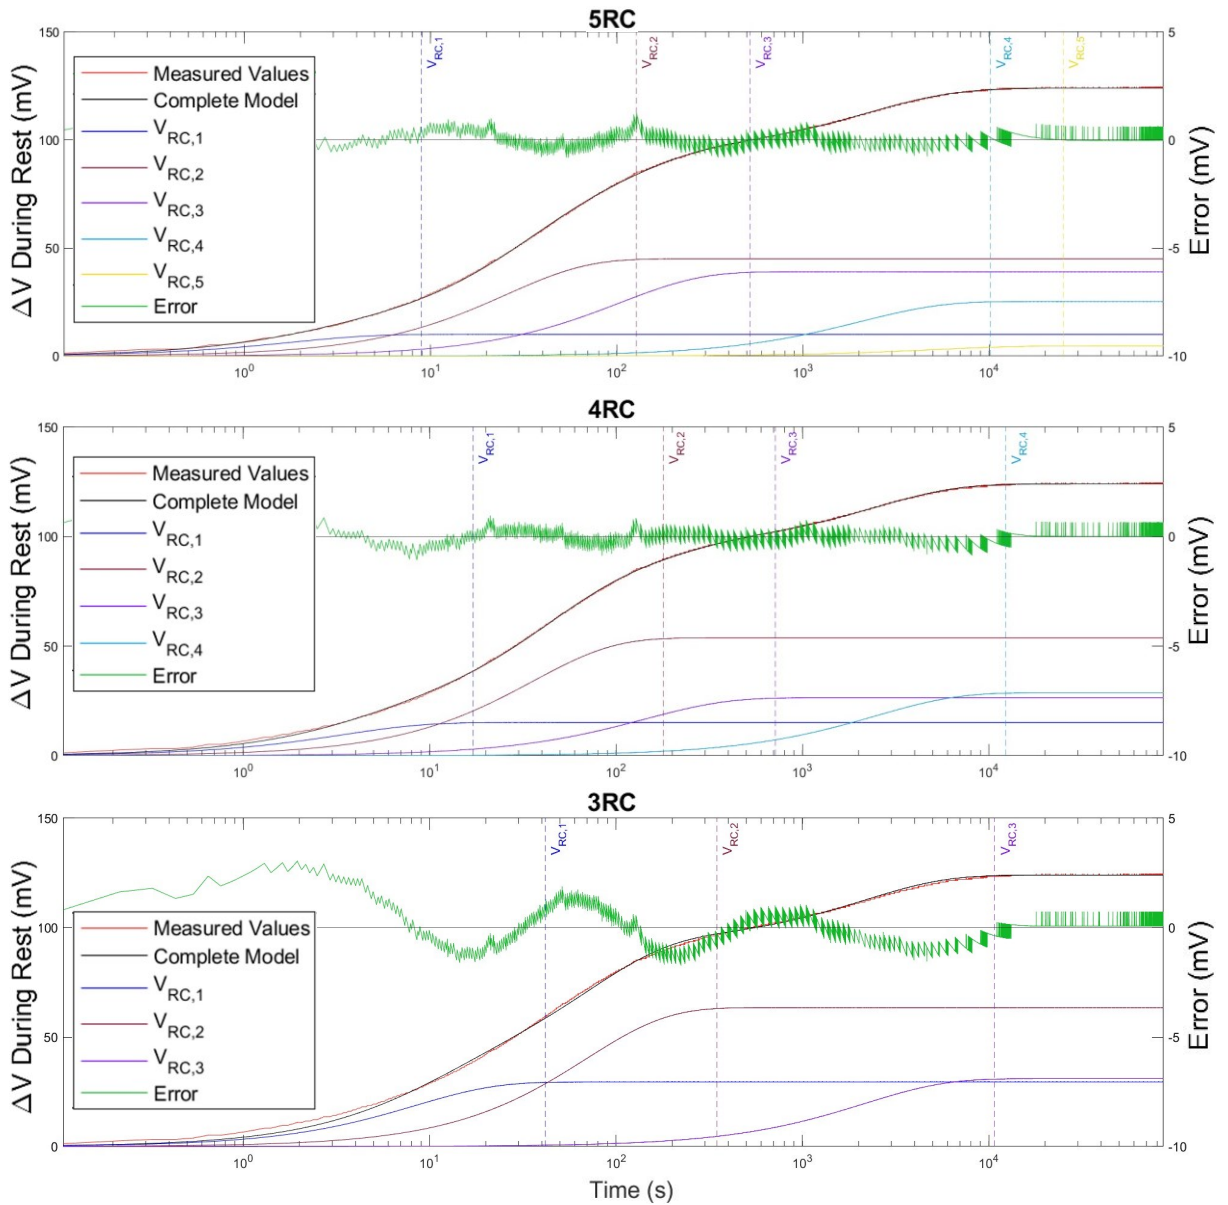 5RC
150
100
50
0
ΔV During Rest (mV)
5
0
-5
-10
Error (mV)
V_RC,1
V_RC,2
V_RC,3
V_RC,4
V_RC,5
Measured Values
Complete Model
V_RC,1
V_RC,2
V_RC,3
V_RC,4
V_RC,5
Error
10^0
10^1
10^2
10^3
10^4
4RC
150
100
50
0
ΔV During Rest (mV)
5
0
-5
-10
Error (mV)
V_RC,1
V_RC,2
V_RC,3
V_RC,4
Measured Values
Complete Model
V_RC,1
V_RC,2
V_RC,3
V_RC,4
Error
10^0
10^1
10^2
10^3
10^4
3RC
150
100
50
0
ΔV During Rest (mV)
5
0
-5
-10
Error (mV)
V_RC,1
V_RC,2
V_RC,3
Measured Values
Complete Model
V_RC,1
V_RC,2
V_RC,3
Error
10^0
10^1
10^2
10^3
10^4
Time (s)